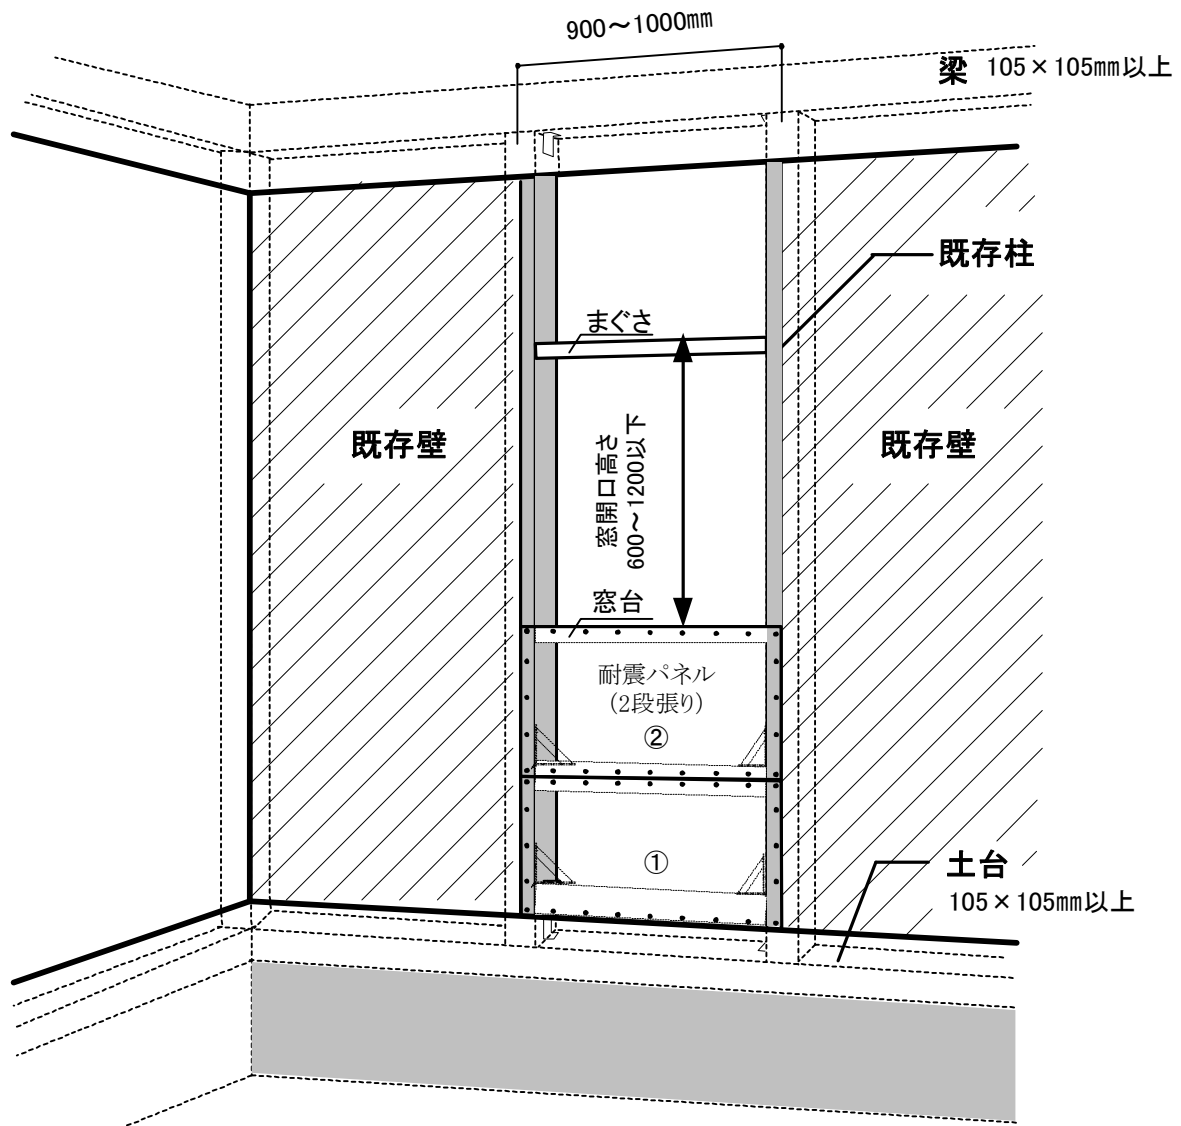 900～1000㎜
梁 105×105㎜以上
既存柱
まぐさ
既存壁
窓開口高さ
600～1200以下
既存壁
窓台
耐震パネル
(2段張り)
②
①
土台
105×105㎜以上